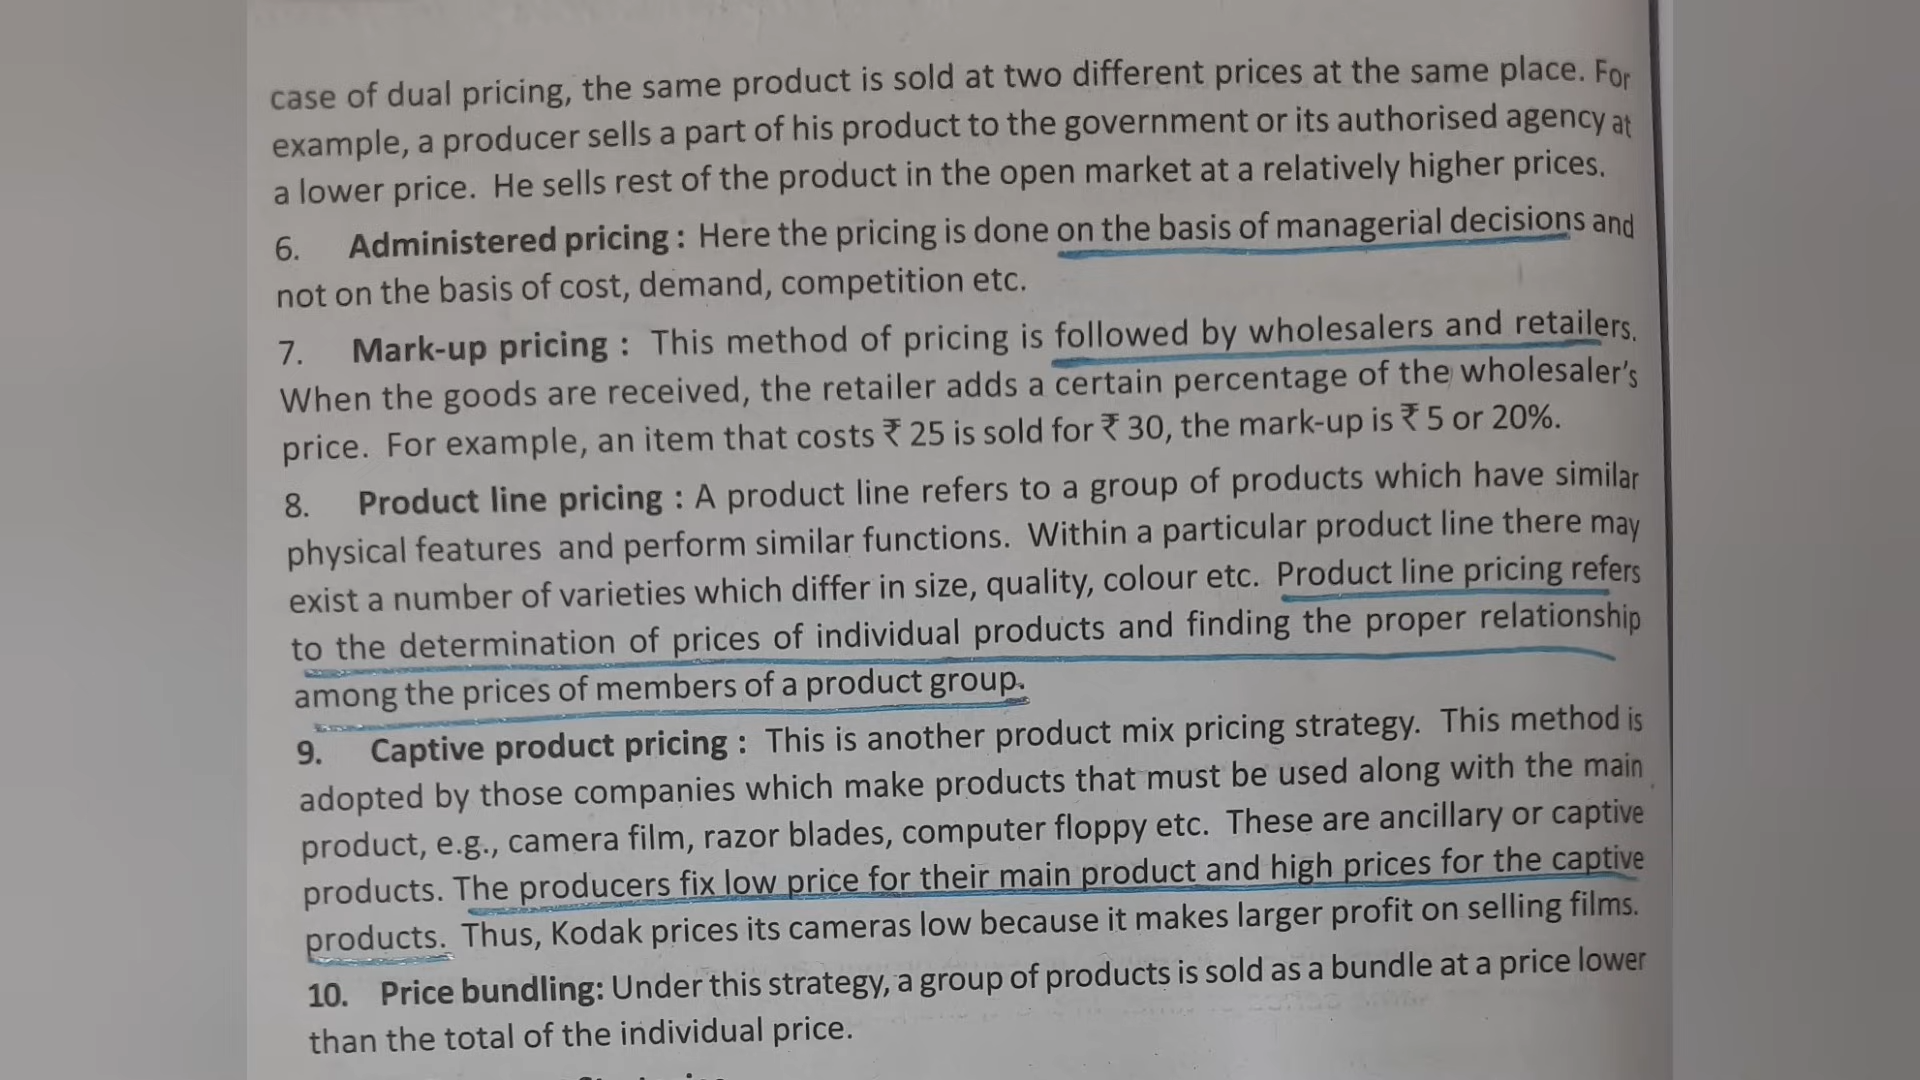 case of dual pricing, the same product is sold at two different prices at the same place. For
example, a producer sells a part of his product to the government or its authorised agency at
a lower price. He sells rest of the product in the open market at a relatively higher prices.
6. Administered pricing : Here the pricing is done on the basis of managerial decisions and
not on the basis of cost, demand, competition etc.
7. Mark-up pricing : This method of pricing is followed by wholesalers and retailers.
When the goods are received, the retailer adds a certain percentage of the wholesaler's
price. For example, an item that costs ₹ 25 is sold for ₹ 30, the mark-up is ₹ 5 or 20%.
8. Product line pricing : A product line refers to a group of products which have similar
physical features and perform similar functions. Within a particular product line there may
exist a number of varieties which differ in size, quality, colour etc. Product line pricing refers
to the determination of prices of individual products and finding the proper relationship
among the prices of members of a product group.
9. Captive product pricing : This is another product mix pricing strategy. This method is
adopted by those companies which make products that must be used along with the main
product, e.g., camera film, razor blades, computer floppy etc. These are ancillary or captive
products. The producers fix low price for their main product and high prices for the captive
products. Thus, Kodak prices its cameras low because it makes larger profit on selling films.
10. Price bundling: Under this strategy, a group of products is sold as a bundle at a price lower
than the total of the individual price.